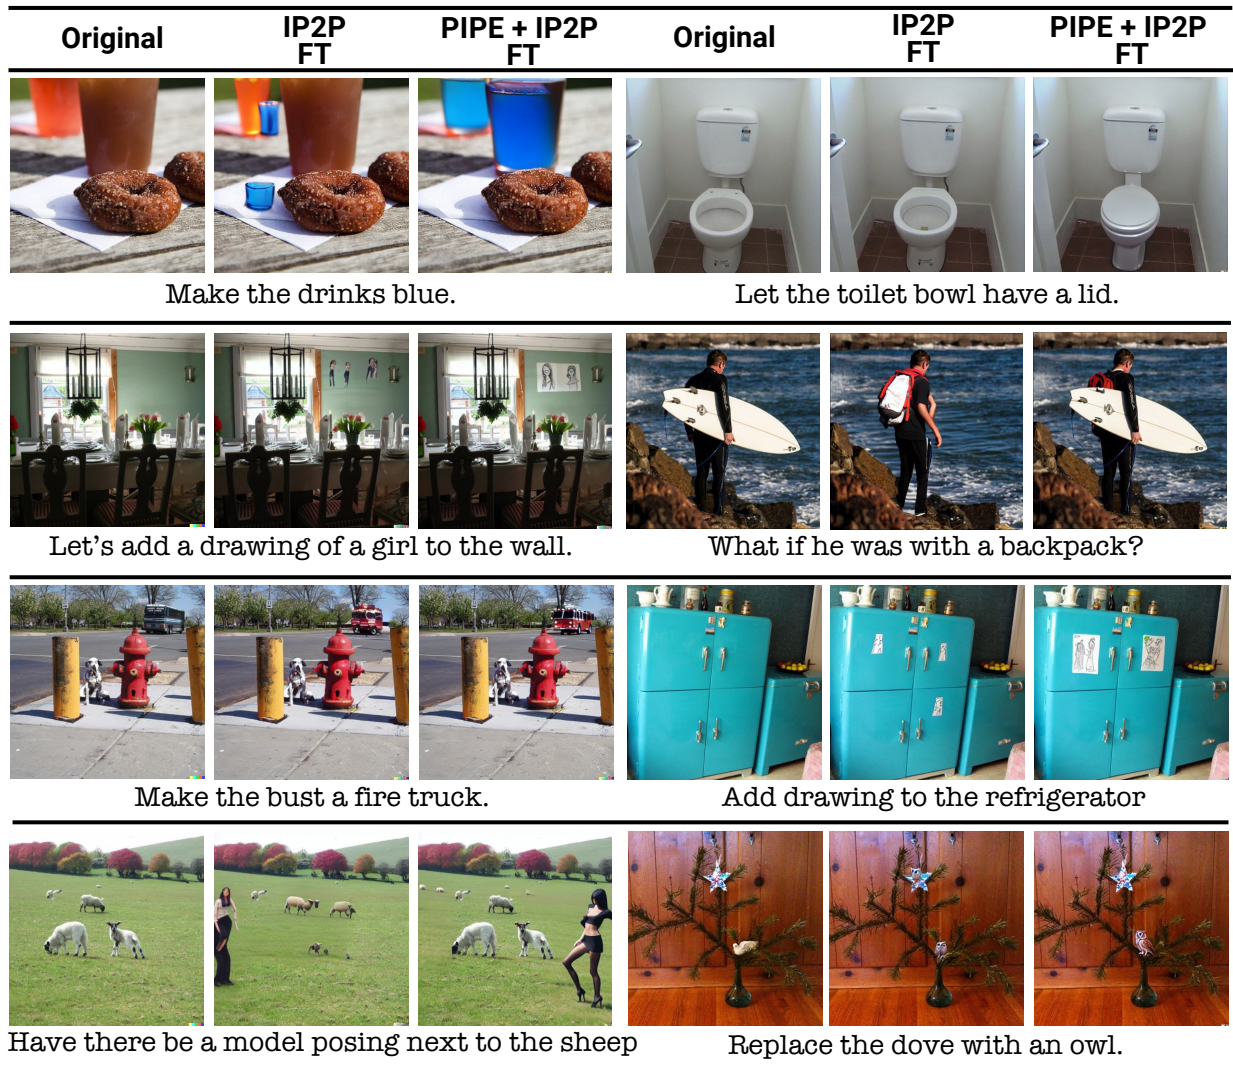 Original
IP2P
FT
PIPE + IP2P
FT
Original
IP2P
FT
PIPE + IP2P
FT
Make the drinks blue.
Let the toilet bowl have a lid.
Let's add a drawing of a girl to the wall.
What if he was with a backpack?
Make the bust a fire truck.
Add drawing to the refrigerator
Have there be a model posing next to the sheep
Replace the dove with an owl.